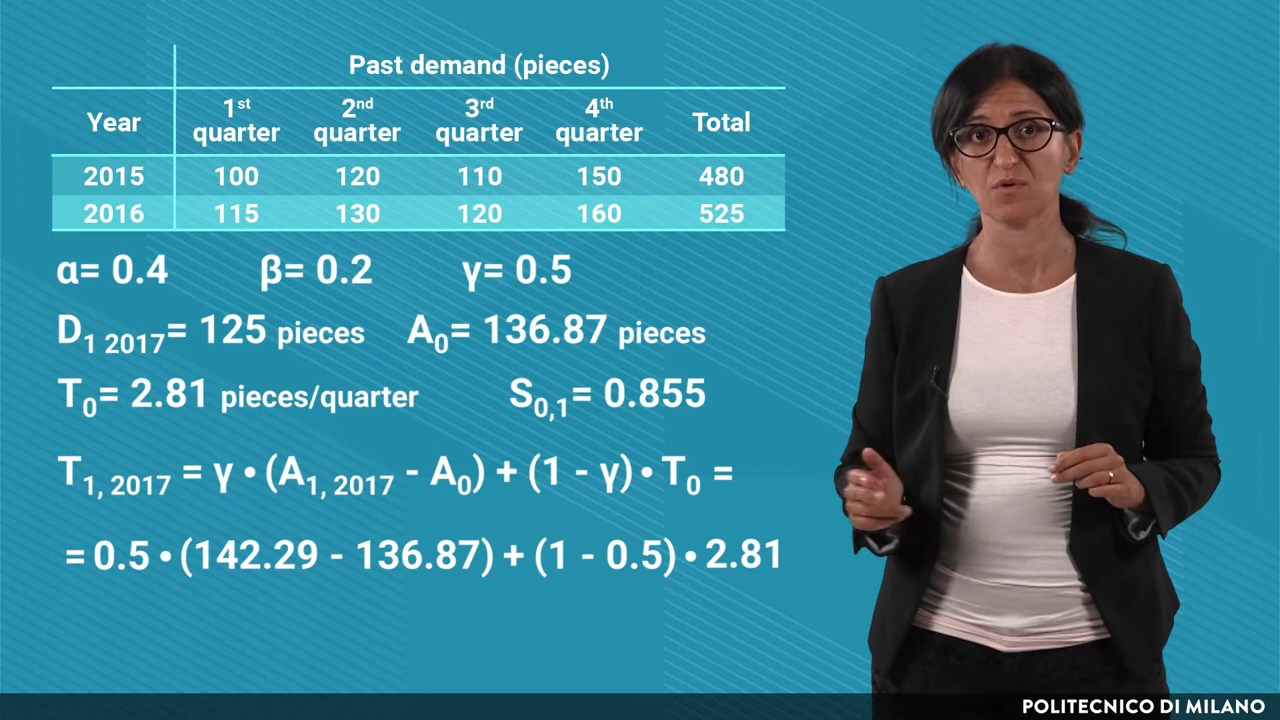 Past demand (pieces)
Year 1st quarter 2nd quarter 3rd quarter 4th quarter Total
2015 100 120 110 150 480
2016 115 130 120 160 525
α= 0.4 β= 0.2 γ= 0.5
D1 2017= 125 pieces A0= 136.87 pieces
T0= 2.81 pieces/quarter S0,1= 0.855
T1, 2017 = γ • (A1, 2017 - A0) + (1 - γ) • T0 =
= 0.5 • (142.29 - 136.87) + (1 - 0.5) • 2.81
POLITECNICO DI MILANO